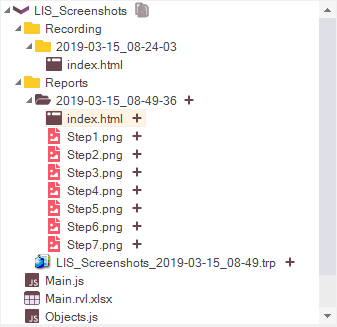 LIS_Screenshots
Recording
2019-03-15_08-24-03
index.html
Reports
2019-03-15_08-49-36 +
index.html +
Step1.png +
Step2.png +
Step3.png +
Step4.png +
Step5.png +
Step6.png +
Step7.png +
LIS_Screenshots_2019-03-15_08-49.trp +
Main.js
Main.rvl.xlsx
Objects.js